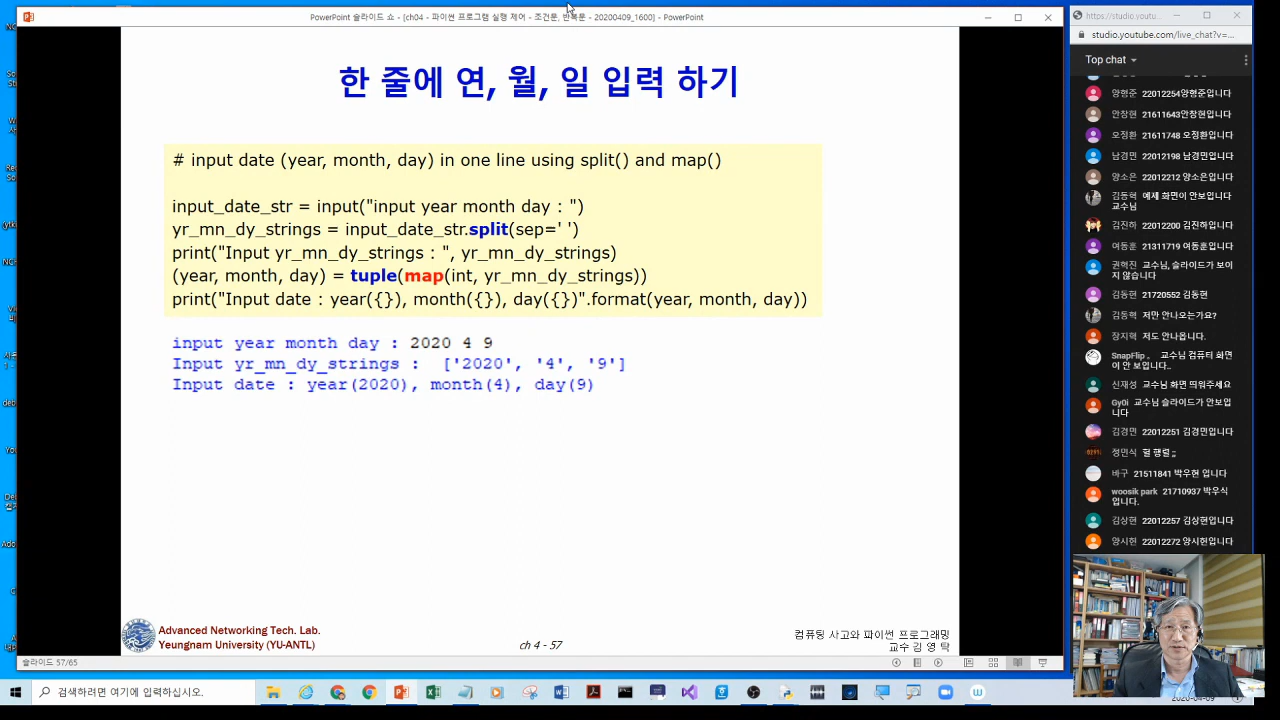 PowerPoint 슬라이드 쇼 - [ch04 - 파이썬 프로그램 실행 제어 - 조건문, 반복문 - 20200409_1600] - PowerPoint
한 줄에 연, 월, 일 입력 하기
# input date (year, month, day) in one line using split() and map()
input_date_str = input("input year month day : ")
yr_mn_dy_strings = input_date_str.split(sep=' ')
print("Input yr_mn_dy_strings : ", yr_mn_dy_strings)
(year, month, day) = tuple(map(int, yr_mn_dy_strings))
print("Input date : year({}), month({}), day({})".format(year, month, day))
input year month day : 2020 4 9
Input yr_mn_dy_strings :  ['2020', '4', '9']
Input date : year(2020), month(4), day(9)
Advanced Networking Tech. Lab.
Yeungnam University (YU-ANTL)
ch 4 - 57
컴퓨팅 사고와 파이썬 프로그래밍
교수 김 영 탁
슬라이드 57/65
검색하려면 여기에 입력하십시오.
https://studio.youtu...
studio.youtube.com/live_chat?v=...
Top chat
양형준 22012254양형준입니다
안창현 21611643안창현입니다
오정환 21611748 오정환입니다
남경민 22012198 남경민입니다
양소은 22012212 양소은입니다
김동혁 예제 화면이 안보입니다
교수님
김진하 22012200 김진하입니다
여동훈 21311719 여동훈입니다
권혁진 교수님, 슬라이드가 보이
지 않습니다
김동현 21720552 김동현
김동혁 저만 안나오는가요?
장지혁 저도 안나옵니다.
SnapFlip 。 교수님 컴퓨터 화면
이 안 보입니다..
신재성 교수님 화면 띄워주세요
Gy0i 교수님 슬라이드가 안보입
니다
김경민 22012251 김경민입니다
정민식 헐 행렬;;
바구 21511841 박우현 입니다
woosik park 21710937 박우식
입니다.
김상현 22012257 김상현입니다
양시현 22012272 양시현입니다
2020-04-09